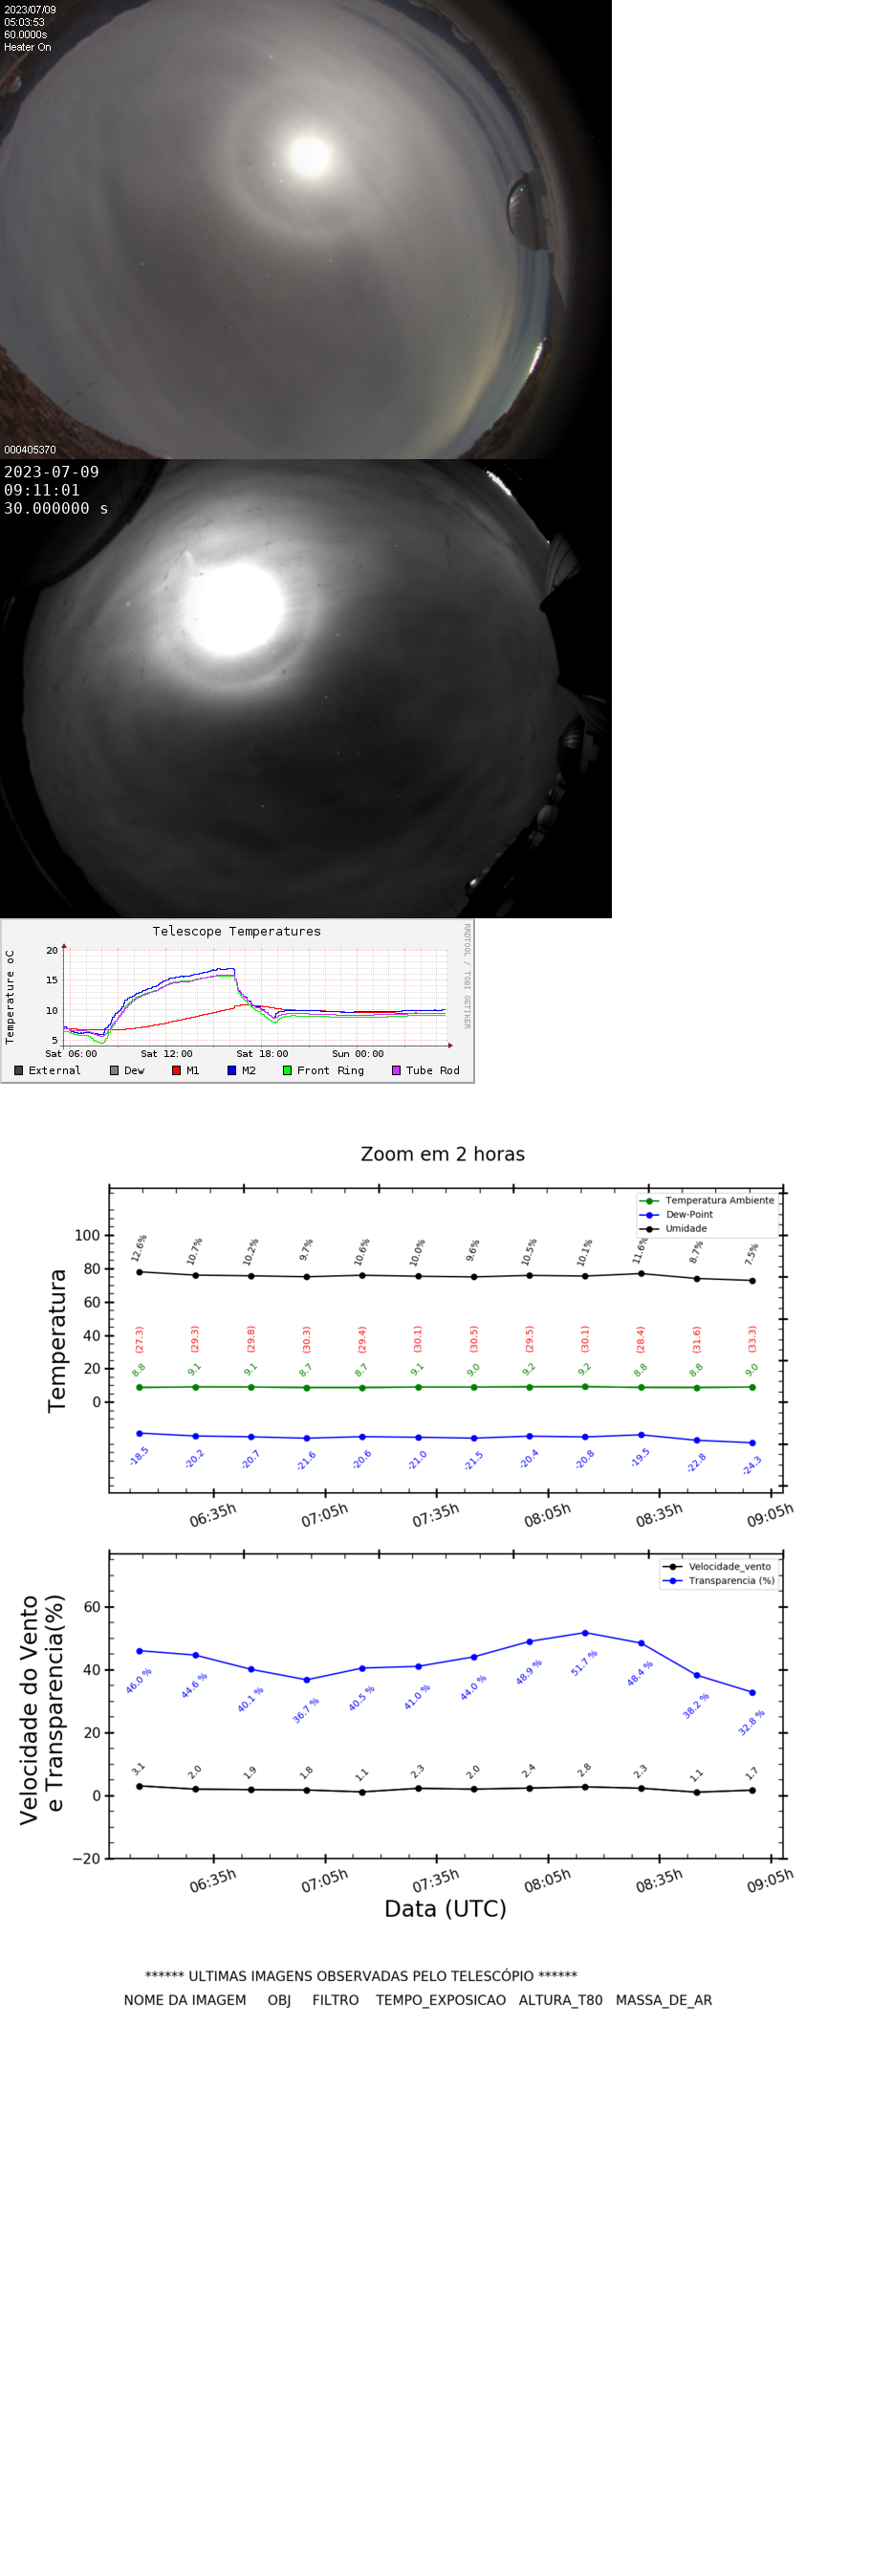 2023/07/09
05:03:53
60.0000s
Heater On
000405370
2023-07-09
09:11:01
30.000000 s
Telescope Temperatures
RRDTOOL / TOBI OETIKER
Temperature oC
20
15
10
5
Sat 06:00 Sat 12:00 Sat 18:00 Sun 00:00
External Dew M1 M2 Front Ring Tube Rod
Zoom em 2 horas
Temperatura
Temperatura Ambiente
Dew-Point
Umidade
100
80
60
40
20
0
12.6% 10.7% 10.2% 9.7% 10.6% 10.0% 9.6% 10.5% 10.1% 11.6% 8.7% 7.5%
(27.3) (29.3) (29.8) (30.3) (29.4) (30.1) (30.5) (29.5) (30.1) (28.4) (31.6) (33.3)
8.8 9.1 9.1 8.7 8.7 9.1 9.0 9.2 9.2 8.8 8.8 9.0
-18.5 -20.2 -20.7 -21.6 -20.6 -21.0 -21.5 -20.4 -20.8 -19.5 -22.8 -24.3
06:35h 07:05h 07:35h 08:05h 08:35h 09:05h
Velocidade do Vento
e Transparencia(%)
Velocidade_vento
Transparencia (%)
60
40
20
0
−20
46.0 % 44.6 % 40.1 % 36.7 % 40.5 % 41.0 % 44.0 % 48.9 % 51.7 % 48.4 % 38.2 % 32.8 %
3.1 2.0 1.9 1.8 1.1 2.3 2.0 2.4 2.8 2.3 1.1 1.7
06:35h 07:05h 07:35h 08:05h 08:35h 09:05h
Data (UTC)
****** ULTIMAS IMAGENS OBSERVADAS PELO TELESCÓPIO ******
NOME DA IMAGEM OBJ FILTRO TEMPO_EXPOSICAO ALTURA_T80 MASSA_DE_AR